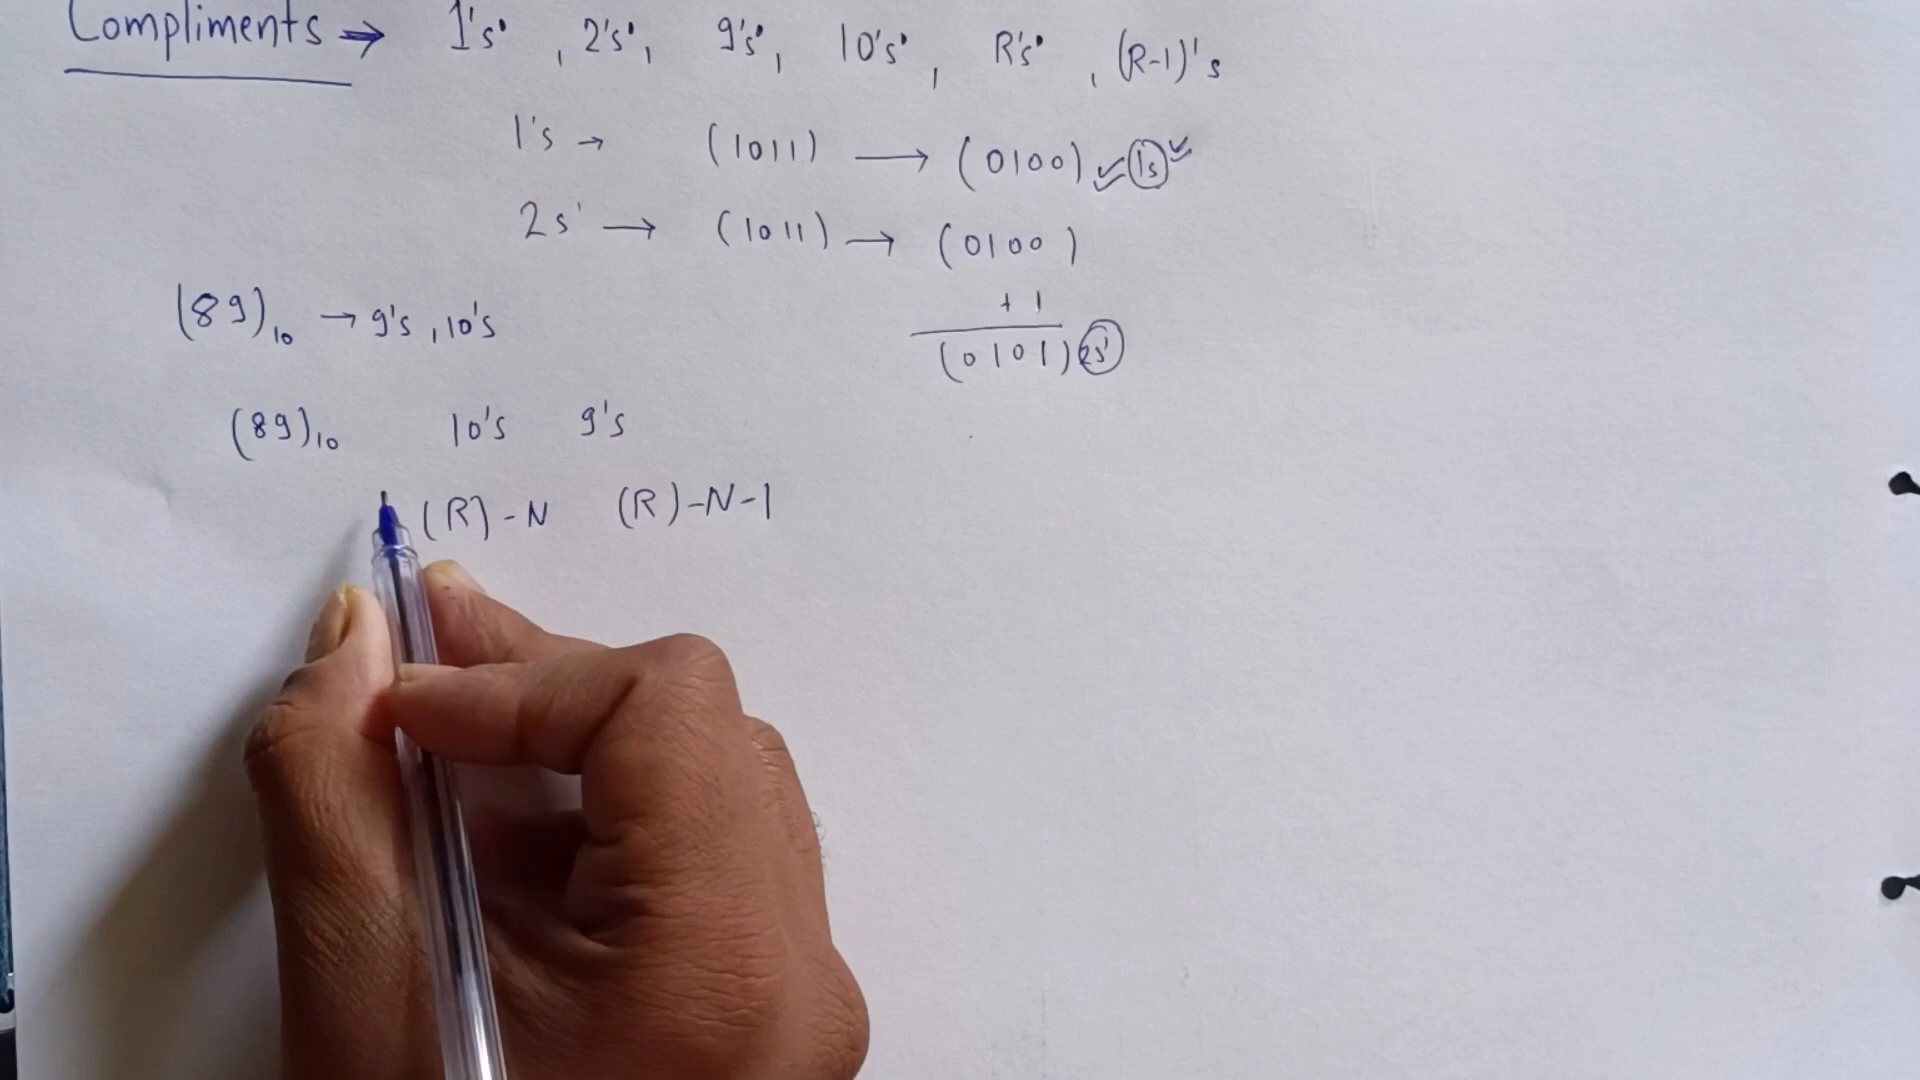 Compliments → 1's, 2's, 9's, 10's, R's, (R-1)'s
1's → (1011) → (0100) 1s
2s' → (1011) → (0100)
+ 1
(0101) 2s'
(89)10 → 9's, 10's
(89)10 10's 9's
(R)-N (R)-N-1